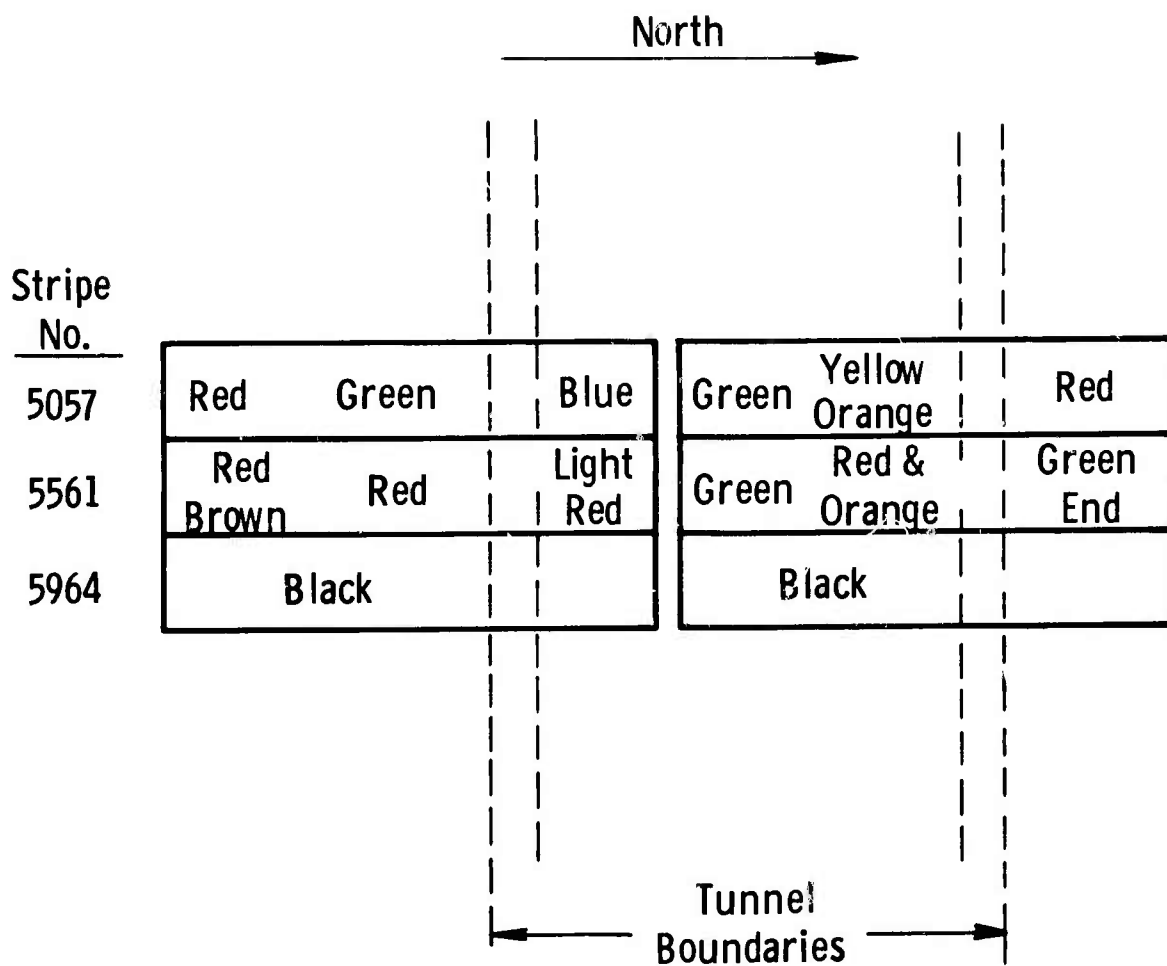 North
Stripe
No.
5057
Red Green Blue Green Yellow Orange Red
5561
Red Brown Red Light Red Green Red & Orange Green End
5964
Black Black
Tunnel
Boundaries